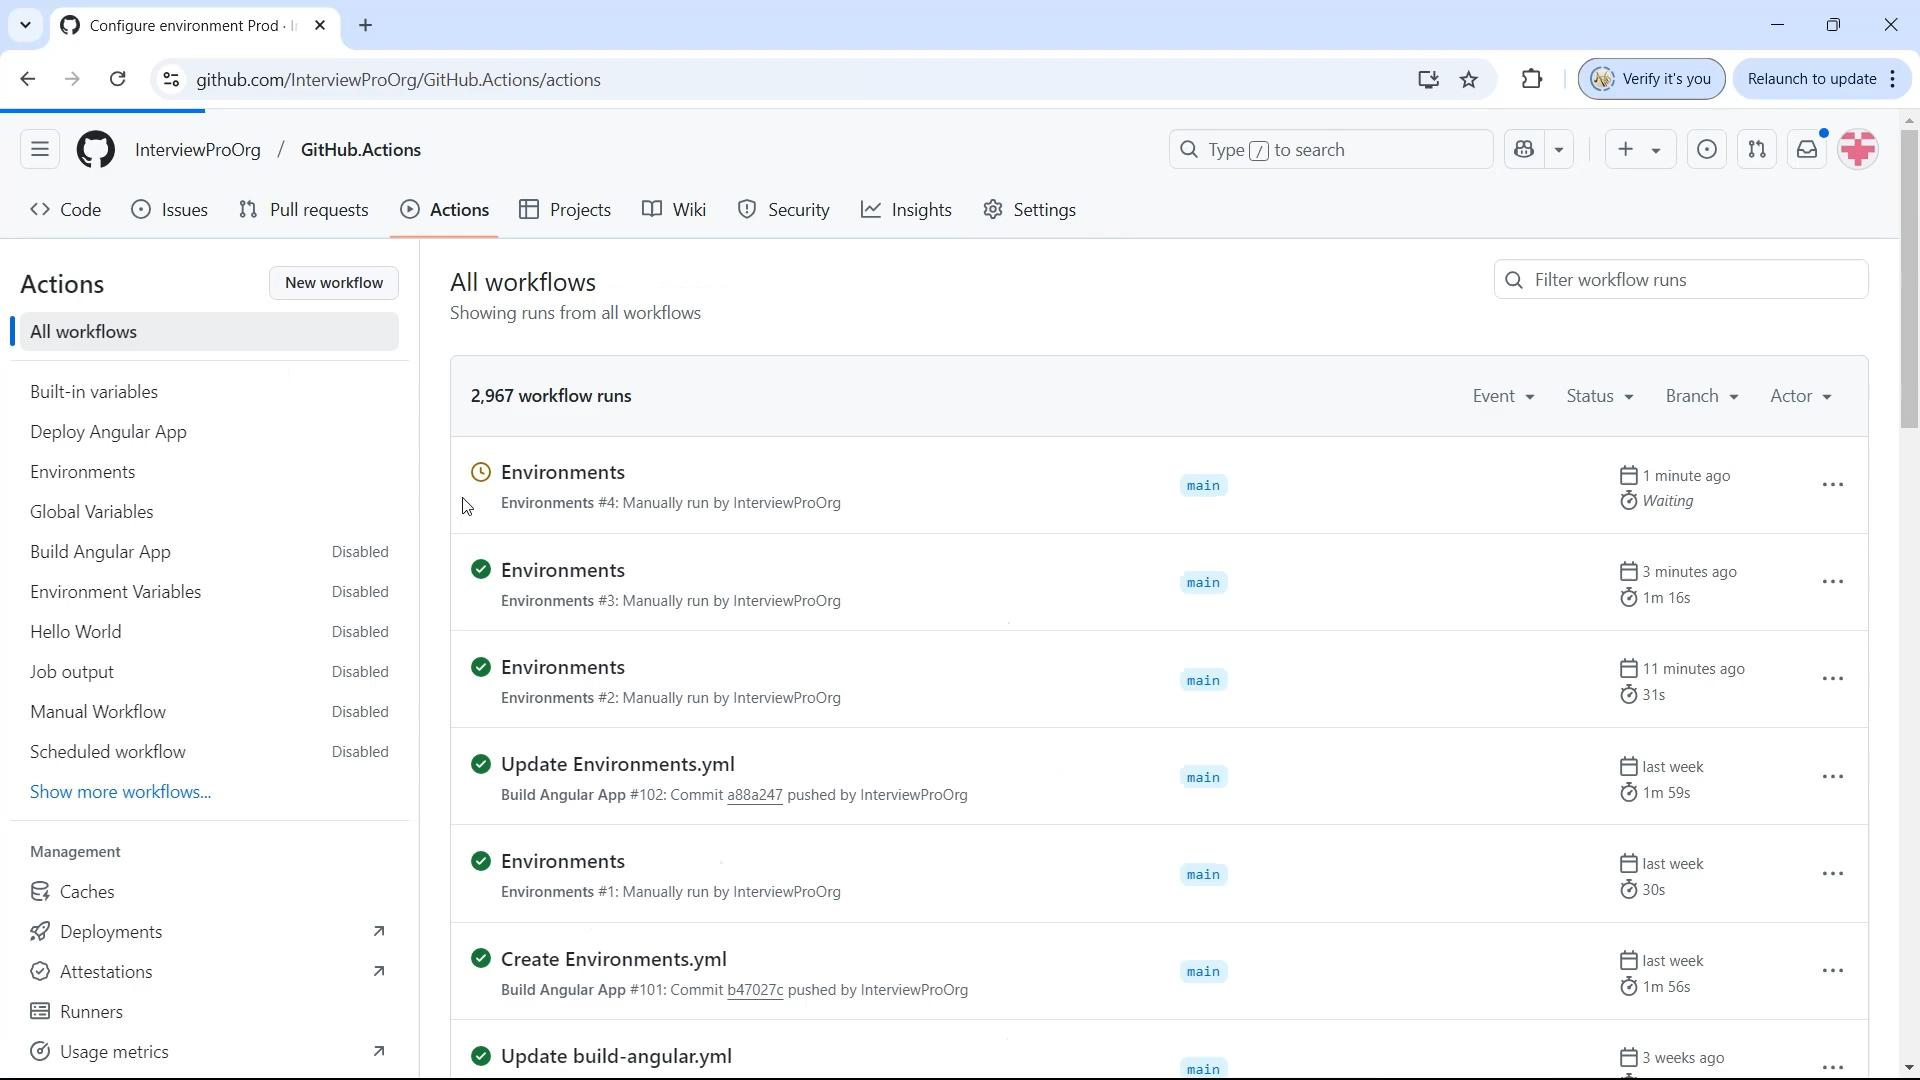 Configure environment Prod · I
github.com/InterviewProOrg/GitHub.Actions/actions
Verify it's you
Relaunch to update
InterviewProOrg / GitHub.Actions
Type / to search
Code
Issues
Pull requests
Actions
Projects
Wiki
Security
Insights
Settings
Actions
New workflow
All workflows
Built-in variables
Deploy Angular App
Environments
Global Variables
Build Angular App Disabled
Environment Variables Disabled
Hello World Disabled
Job output Disabled
Manual Workflow Disabled
Scheduled workflow Disabled
Show more workflows...
Management
Caches
Deployments
Attestations
Runners
Usage metrics
All workflows
Showing runs from all workflows
Filter workflow runs
2,967 workflow runs
Event
Status
Branch
Actor
Environments
Environments #4: Manually run by InterviewProOrg
main
1 minute ago
Waiting
Environments
Environments #3: Manually run by InterviewProOrg
main
3 minutes ago
1m 16s
Environments
Environments #2: Manually run by InterviewProOrg
main
11 minutes ago
31s
Update Environments.yml
Build Angular App #102: Commit a88a247 pushed by InterviewProOrg
main
last week
1m 59s
Environments
Environments #1: Manually run by InterviewProOrg
main
last week
30s
Create Environments.yml
Build Angular App #101: Commit b47027c pushed by InterviewProOrg
main
last week
1m 56s
Update build-angular.yml
main
3 weeks ago